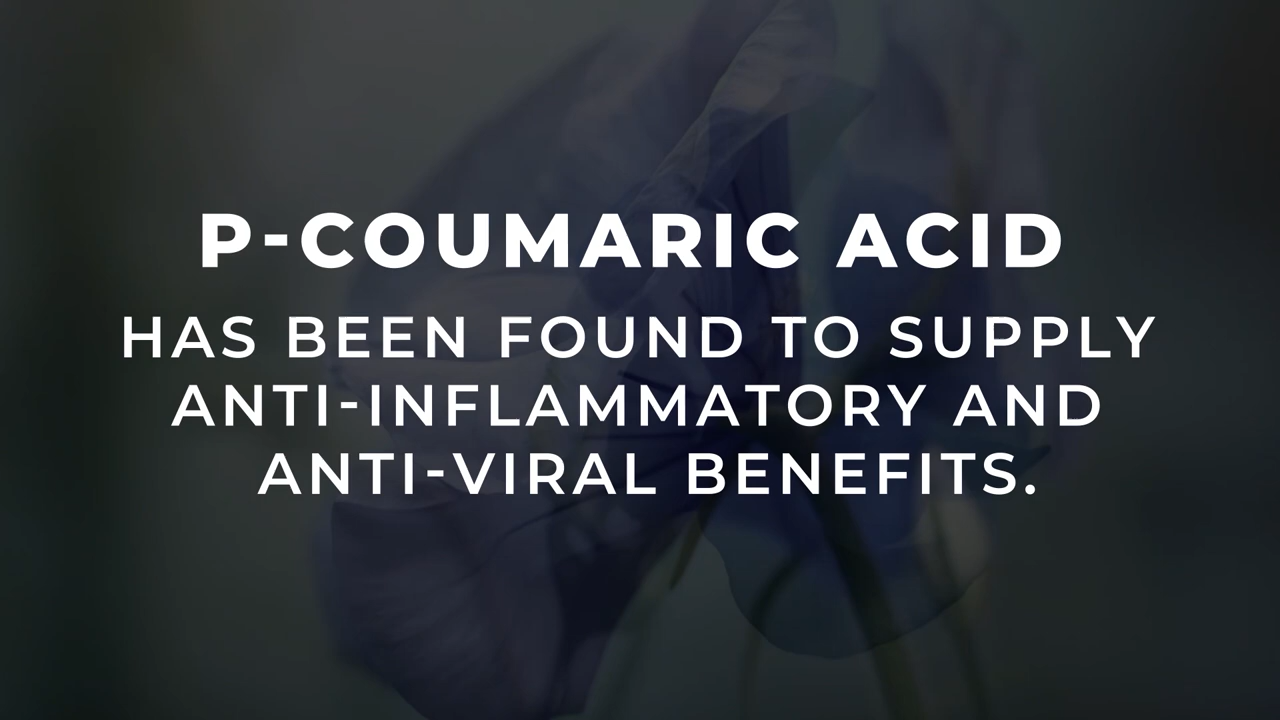 P-COUMARIC ACID
HAS BEEN FOUND TO SUPPLY
ANTI-INFLAMMATORY AND
ANTI-VIRAL BENEFITS.